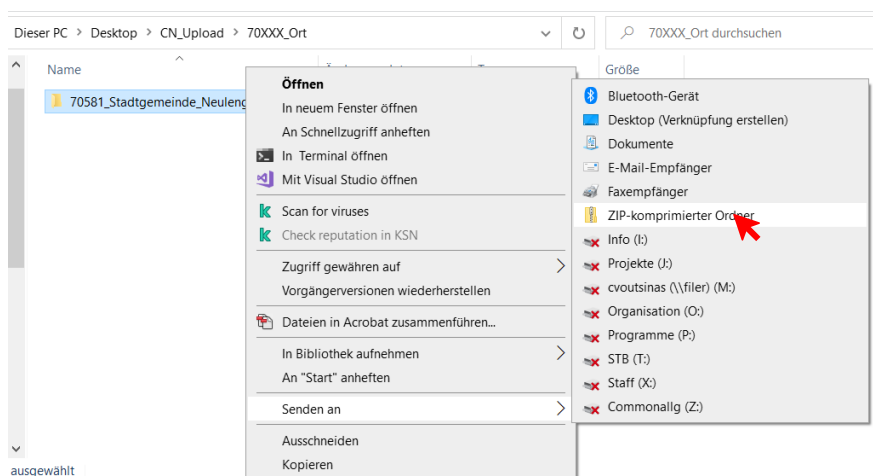 Dieser PC > Desktop > CN_Upload > 70XXX_Ort
70XXX_Ort durchsuchen
Name
Größe
70581_Stadtgemeinde_Neuleng
Öffnen
In neuem Fenster öffnen
An Schnellzugriff anheften
In Terminal öffnen
Mit Visual Studio öffnen
Scan for viruses
Check reputation in KSN
Zugriff gewähren auf
Vorgängerversionen wiederherstellen
Dateien in Acrobat zusammenführen...
In Bibliothek aufnehmen
An "Start" anheften
Senden an
Ausschneiden
Kopieren
Bluetooth-Gerät
Desktop (Verknüpfung erstellen)
Dokumente
E-Mail-Empfänger
Faxempfänger
ZIP-komprimierter Ordner
Info (I:)
Projekte (J:)
cvoutsinas (\\filer) (M:)
Organisation (O:)
Programme (P:)
STB (T:)
Staff (X:)
Commonallg (Z:)
ausgewählt